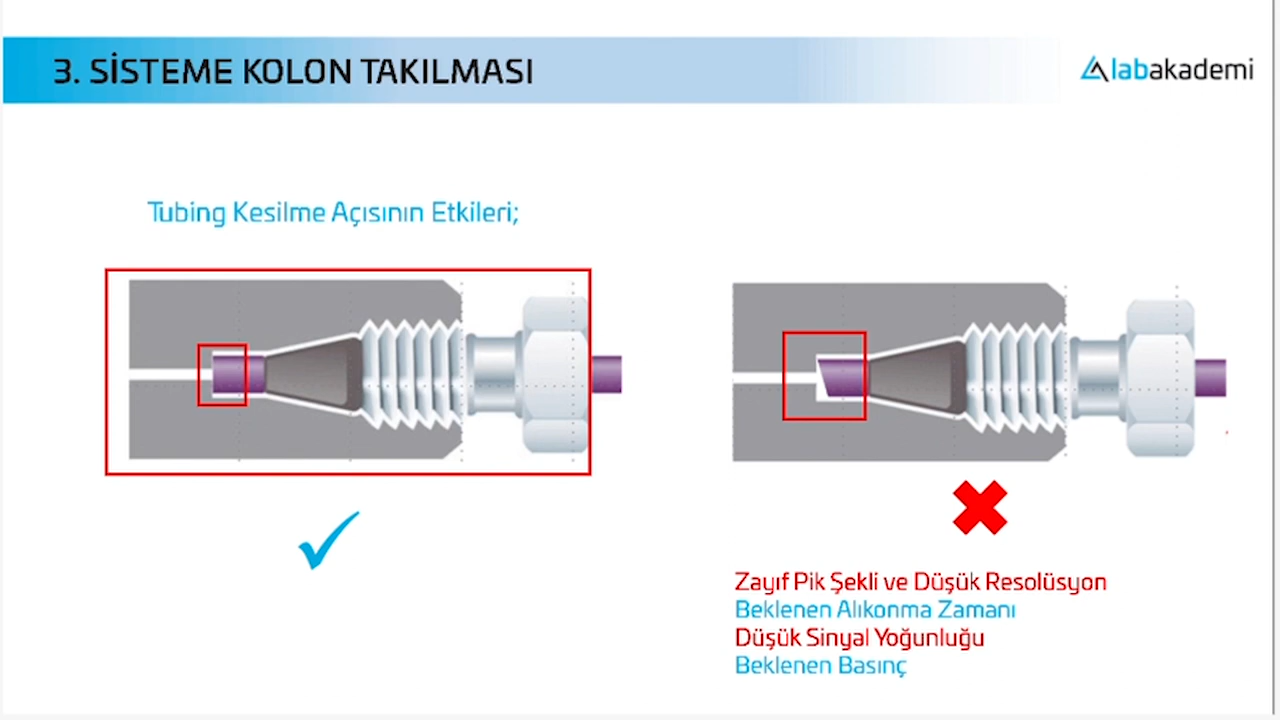 3. SİSTEME KOLON TAKILMASI
labakademi
Tubing Kesilme Açısının Etkileri;
Zayıf Pik Şekli ve Düşük Resolüsyon
Beklenen Alıkonma Zamanı
Düşük Sinyal Yoğunluğu
Beklenen Basınç